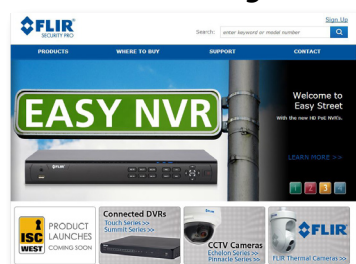 Sign Up
FLIR
SECURITY PRO
Search:
enter keyword or model number
PRODUCTS
WHERE TO BUY
SUPPORT
CONTACT
EASY NVR
Welcome to
Easy Street
With the new HD PoE NVR's.
FLIR
LEARN MORE >>
1
2
3
4
ISC
WEST
PRODUCT
LAUNCHES
COMING SOON
Connected DVRs
Touch Series >>
Summit Series >>
CCTV Cameras
Echelon Series >>
Pinnacle Series >>
FLIR
FLIR Thermal Cameras >>